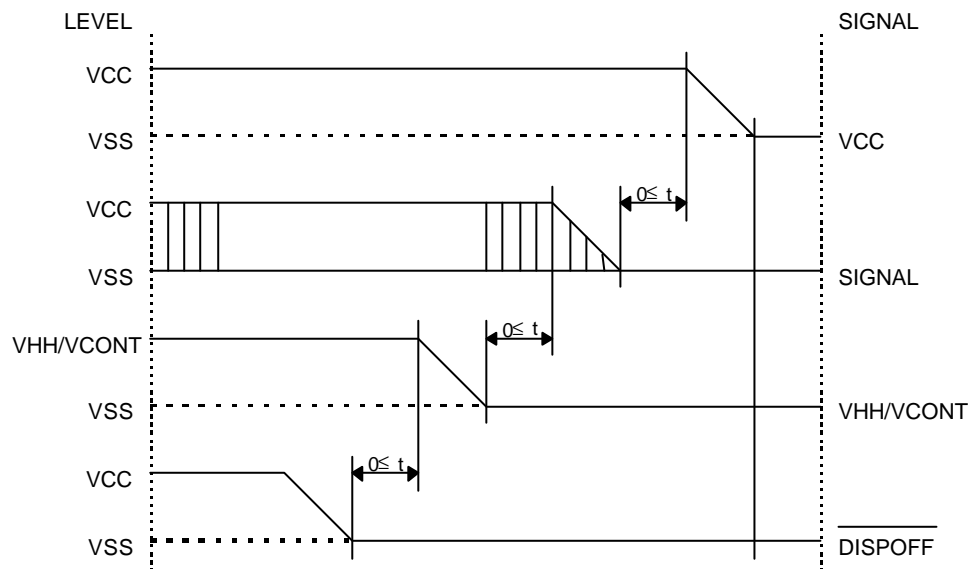 LEVEL SIGNAL
VCC
VSS VCC
0≤ t
VCC
VSS SIGNAL
0≤ t
VHH/VCONT
VSS VHH/VCONT
0≤ t
VCC
VSS DISPOFF